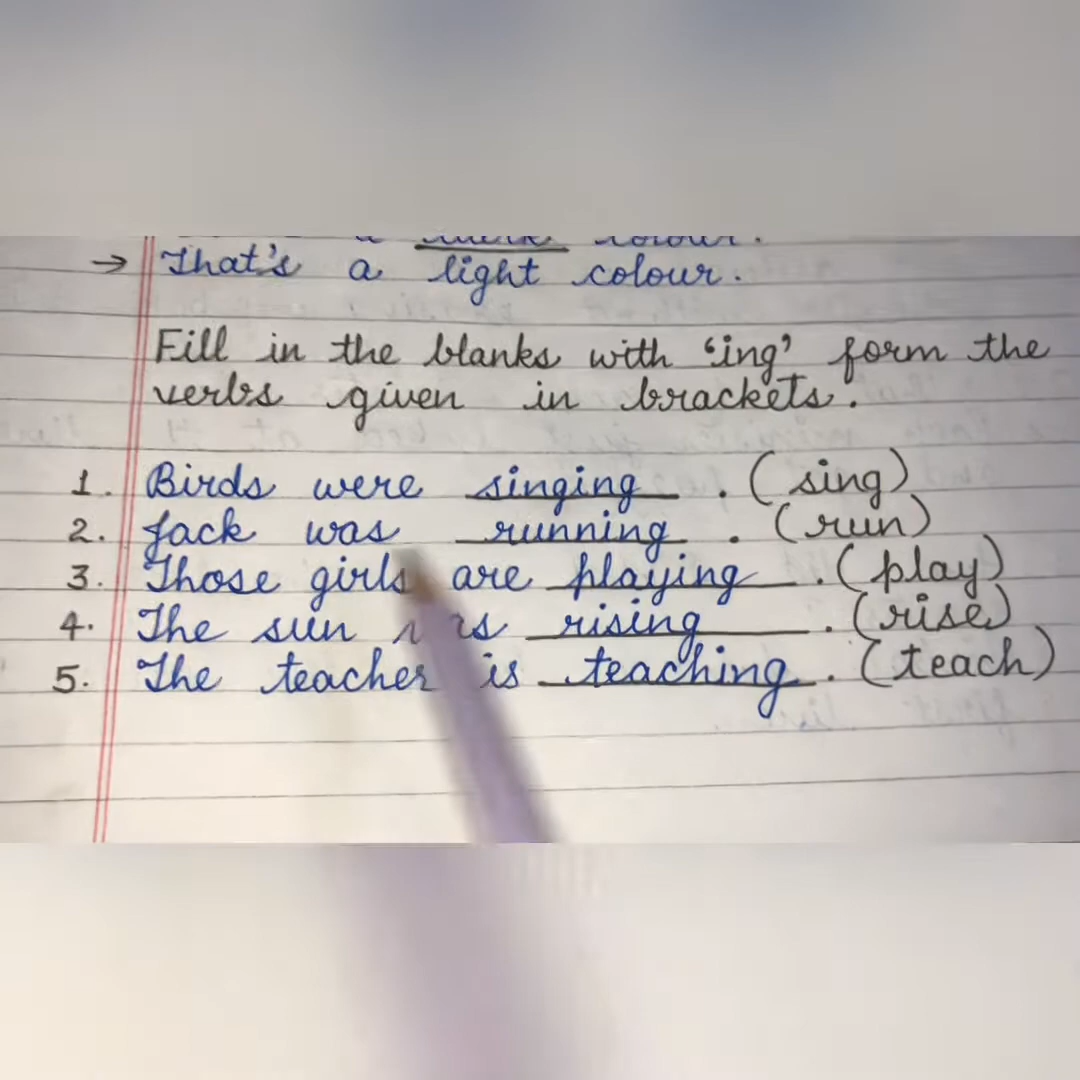 a colour.
→ That's a light colour.
Fill in the blanks with 'ing' form the
verbs given in brackets.
1. Birds were singing. (sing)
2. Jack was running. (run)
3. Those girls are playing. (play)
4. The sun rising. (rise)
5. The teacher is teaching. (teach)